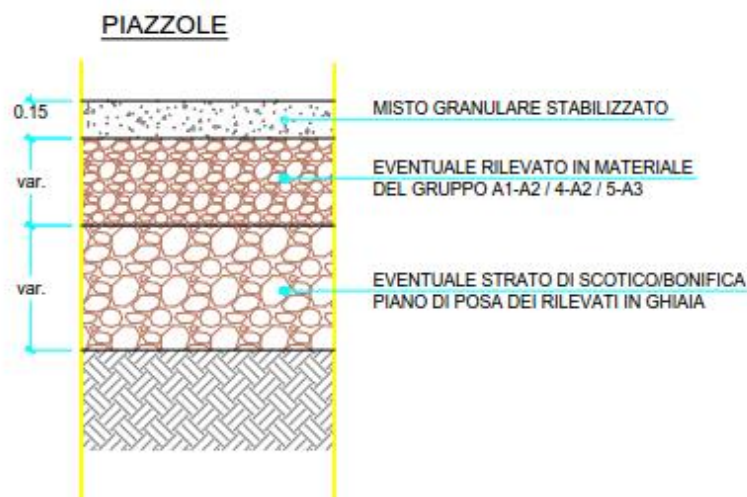 PIAZZOLE
0.15
MISTO GRANULARE STABILIZZATO
var.
EVENTUALE RILEVATO IN MATERIALE
DEL GRUPPO A1-A2 / 4-A2 / 5-A3
var.
EVENTUALE STRATO DI SCOTICO/BONIFICA
PIANO DI POSA DEI RILEVATI IN GHIAIA